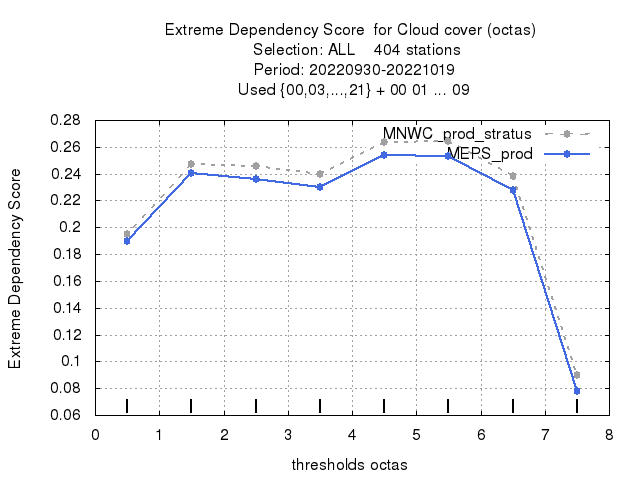 Extreme Dependency Score  for Cloud cover (octas)
Selection: ALL    404 stations
Period: 20220930-20221019
Used {00,03,...,21} + 00 01 ... 09
MNWC_prod_stratus
MEPS_prod
Extreme Dependency Score
0.28
0.26
0.24
0.22
0.2
0.18
0.16
0.14
0.12
0.1
0.08
0.06
0 1 2 3 4 5 6 7 8
thresholds octas